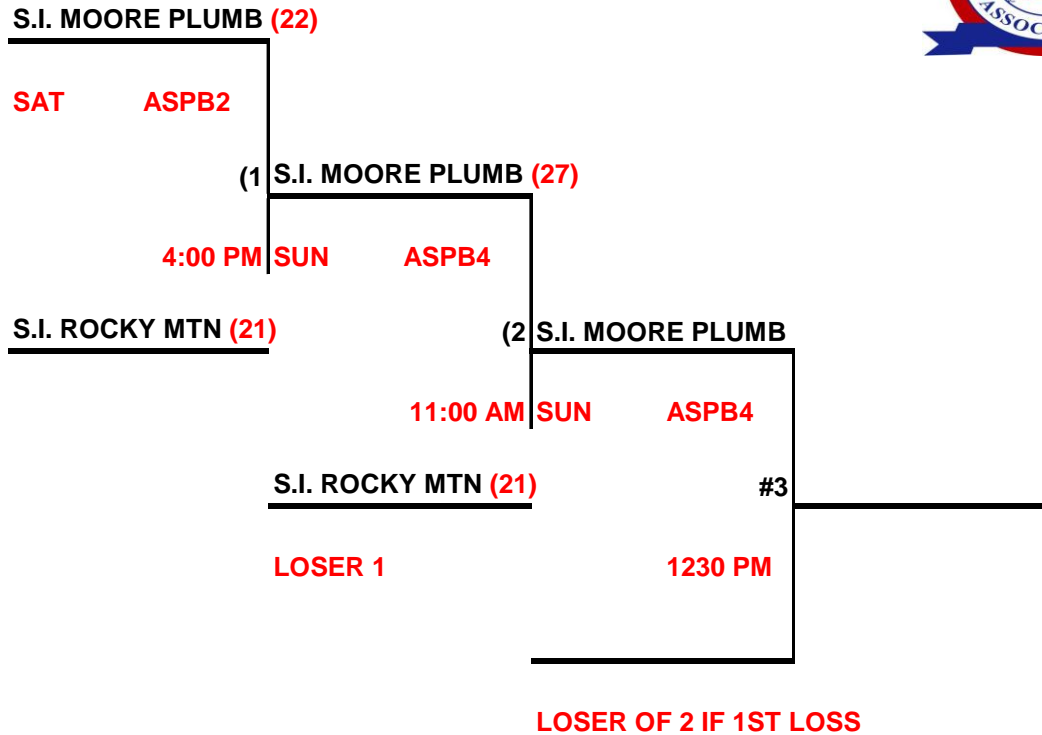 S.I. MOORE PLUMB (22)
ASSOC
SAT ASPB2
(1 S.I. MOORE PLUMB (27)
4:00 PM SUN ASPB4
S.I. ROCKY MTN (21) (2 S.I. MOORE PLUMB
11:00 AM SUN ASPB4
S.I. ROCKY MTN (21) #3
LOSER 1 1230 PM
LOSER OF 2 IF 1ST LOSS